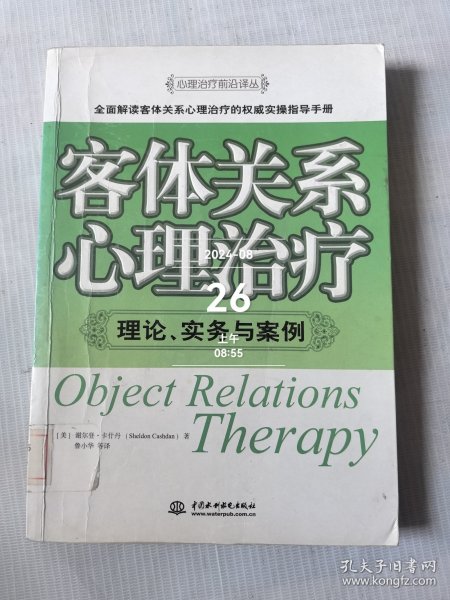 心理治疗前沿译丛
全面解读客体关系心理治疗的权威实操指导手册
客体关系
心理治疗
2024-08
26
上午
08:55
理论、实务与案例
Object Relations
Therapy
[美] 谢尔登·卡什丹 (Sheldon Cashdan) 著
鲁小华 等译
中国水利水电出版社
www.waterpub.com.cn
孔夫子旧书网
www.kongfz.com